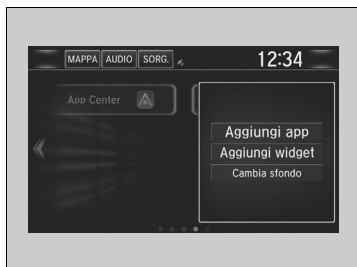 MAPPA AUDIO SORG. 12:34
App Center
Aggiungi app
Aggiungi widget
Cambia sfondo